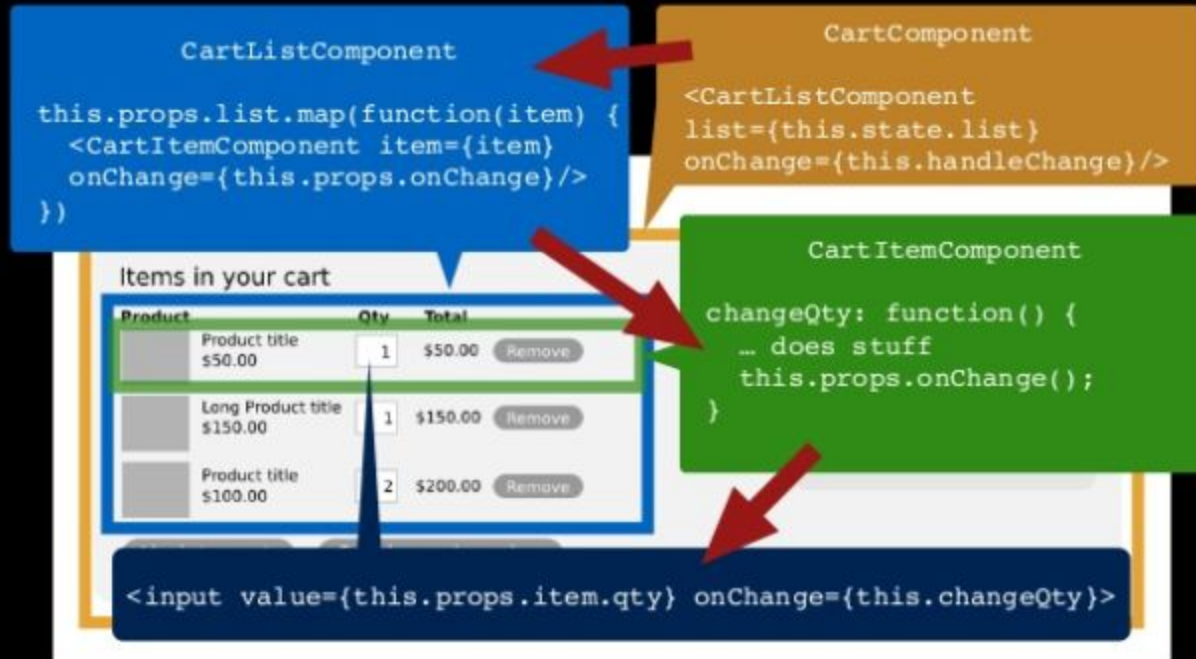 CartListComponent
this.props.list.map(function(item) {
<CartItemComponent item={item}
onChange={this.props.onChange}/>
})
CartComponent
<CartListComponent
list={this.state.list}
onChange={this.handleChange}/>
CartItemComponent
changeQty: function() {
… does stuff
this.props.onChange();
}
Items in your cart
Product Qty Total
Product title
$50.00
1 $50.00 Remove
Long Product title
$150.00
1 $150.00 Remove
Product title
$100.00
2 $200.00 Remove
<input value={this.props.item.qty} onChange={this.changeQty}>